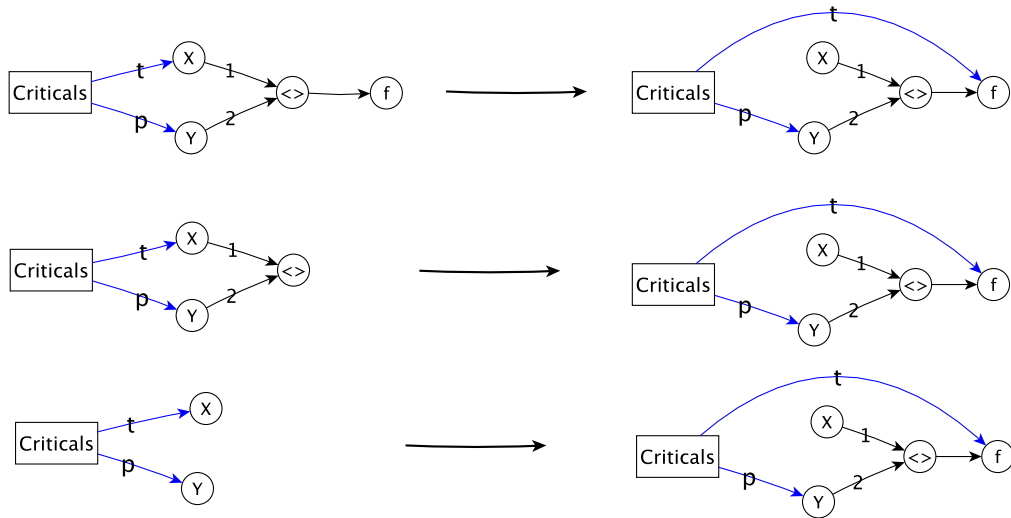 t X 1 t X 1
Criticals <> f Criticals <> f
p Y 2 p Y 2
t X 1 t X 1
Criticals <> Criticals <> f
p Y 2 p Y 2
t X t X 1
Criticals Criticals <> f
p Y p Y 2